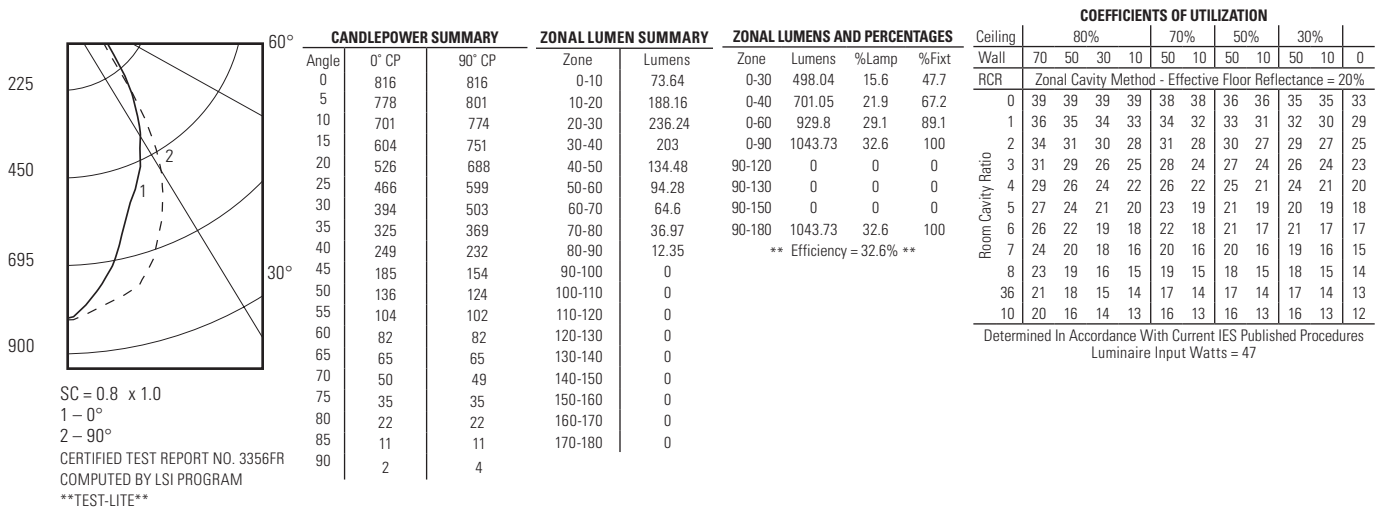 60°
225
450
695
30°
900
1
2
SC = 0.8 x 1.0
1 – 0°
2 – 90°
CERTIFIED TEST REPORT NO. 3356FR
COMPUTED BY LSI PROGRAM
**TEST-LITE**
CANDLEPOWER SUMMARY
Angle 0° CP 90° CP
0 816 816
5 778 801
10 701 774
15 604 751
20 526 688
25 466 599
30 394 503
35 325 369
40 249 232
45 185 154
50 136 124
55 104 102
60 82 82
65 65 65
70 50 49
75 35 35
80 22 22
85 11 11
90 2 4
ZONAL LUMEN SUMMARY
Zone Lumens
0-10 73.64
10-20 188.16
20-30 236.24
30-40 203
40-50 134.48
50-60 94.28
60-70 64.6
70-80 36.97
80-90 12.35
90-100 0
100-110 0
110-120 0
120-130 0
130-140 0
140-150 0
150-160 0
160-170 0
170-180 0
ZONAL LUMENS AND PERCENTAGES
Zone Lumens %Lamp %Fixt
0-30 498.04 15.6 47.7
0-40 701.05 21.9 67.2
0-60 929.8 29.1 89.1
0-90 1043.73 32.6 100
90-120 0 0 0
90-130 0 0 0
90-150 0 0 0
90-180 1043.73 32.6 100
** Efficiency = 32.6% **
COEFFICIENTS OF UTILIZATION
Ceiling 80% 70% 50% 30%
Wall 70 50 30 10 50 10 50 10 50 10 0
RCR Zonal Cavity Method - Effective Floor Reflectance = 20%
Room Cavity Ratio
0 39 39 39 39 38 38 36 36 35 35 33
1 36 35 34 33 34 32 33 31 32 30 29
2 34 31 30 28 31 28 30 27 29 27 25
3 31 29 26 25 28 24 27 24 26 24 23
4 29 26 24 22 26 22 25 21 24 21 20
5 27 24 21 20 23 19 21 19 20 19 18
6 26 22 19 18 22 18 21 17 21 17 17
7 24 20 18 16 20 16 20 16 19 16 15
8 23 19 16 15 19 15 18 15 18 15 14
36 21 18 15 14 17 14 17 14 17 14 13
10 20 16 14 13 16 13 16 13 16 13 12
Determined In Accordance With Current IES Published Procedures
Luminaire Input Watts = 47